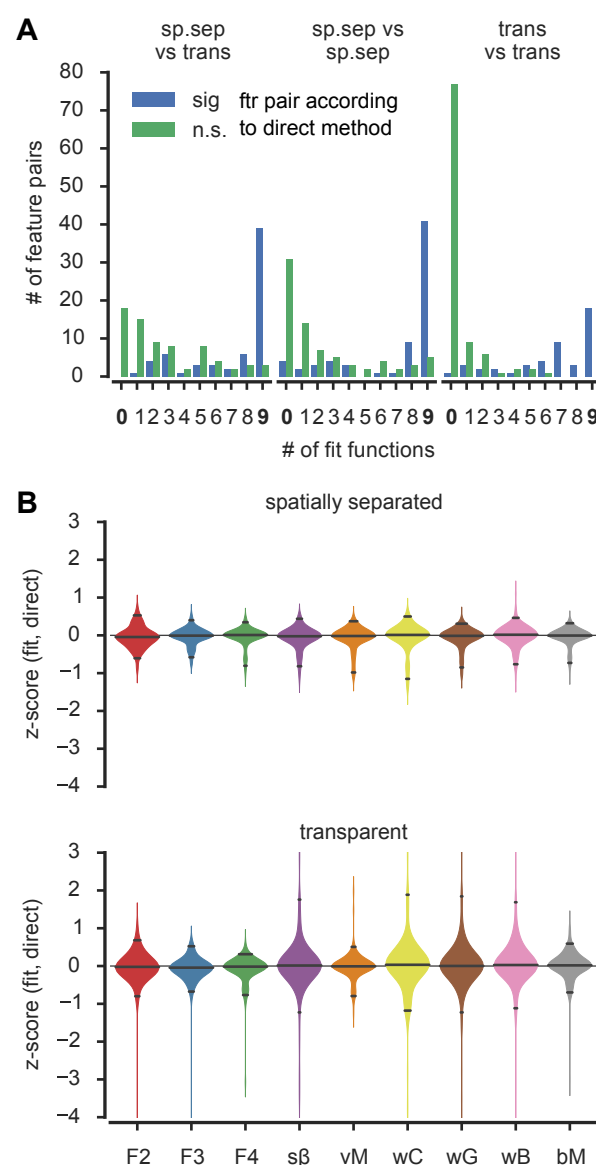 A
sp.sep vs trans
sp.sep vs sp.sep
trans vs trans
80
70
60
50
40
30
20
10
0
# of feature pairs
sig ftr pair according
n.s. to direct method
0 1 2 3 4 5 6 7 8 9 0 1 2 3 4 5 6 7 8 9 0 1 2 3 4 5 6 7 8 9
# of fit functions
B
spatially separated
3
2
1
0
−1
−2
−3
−4
z-score (fit, direct)
transparent
3
2
1
0
−1
−2
−3
−4
z-score (fit, direct)
F2 F3 F4 sß vM wC wG wB bM